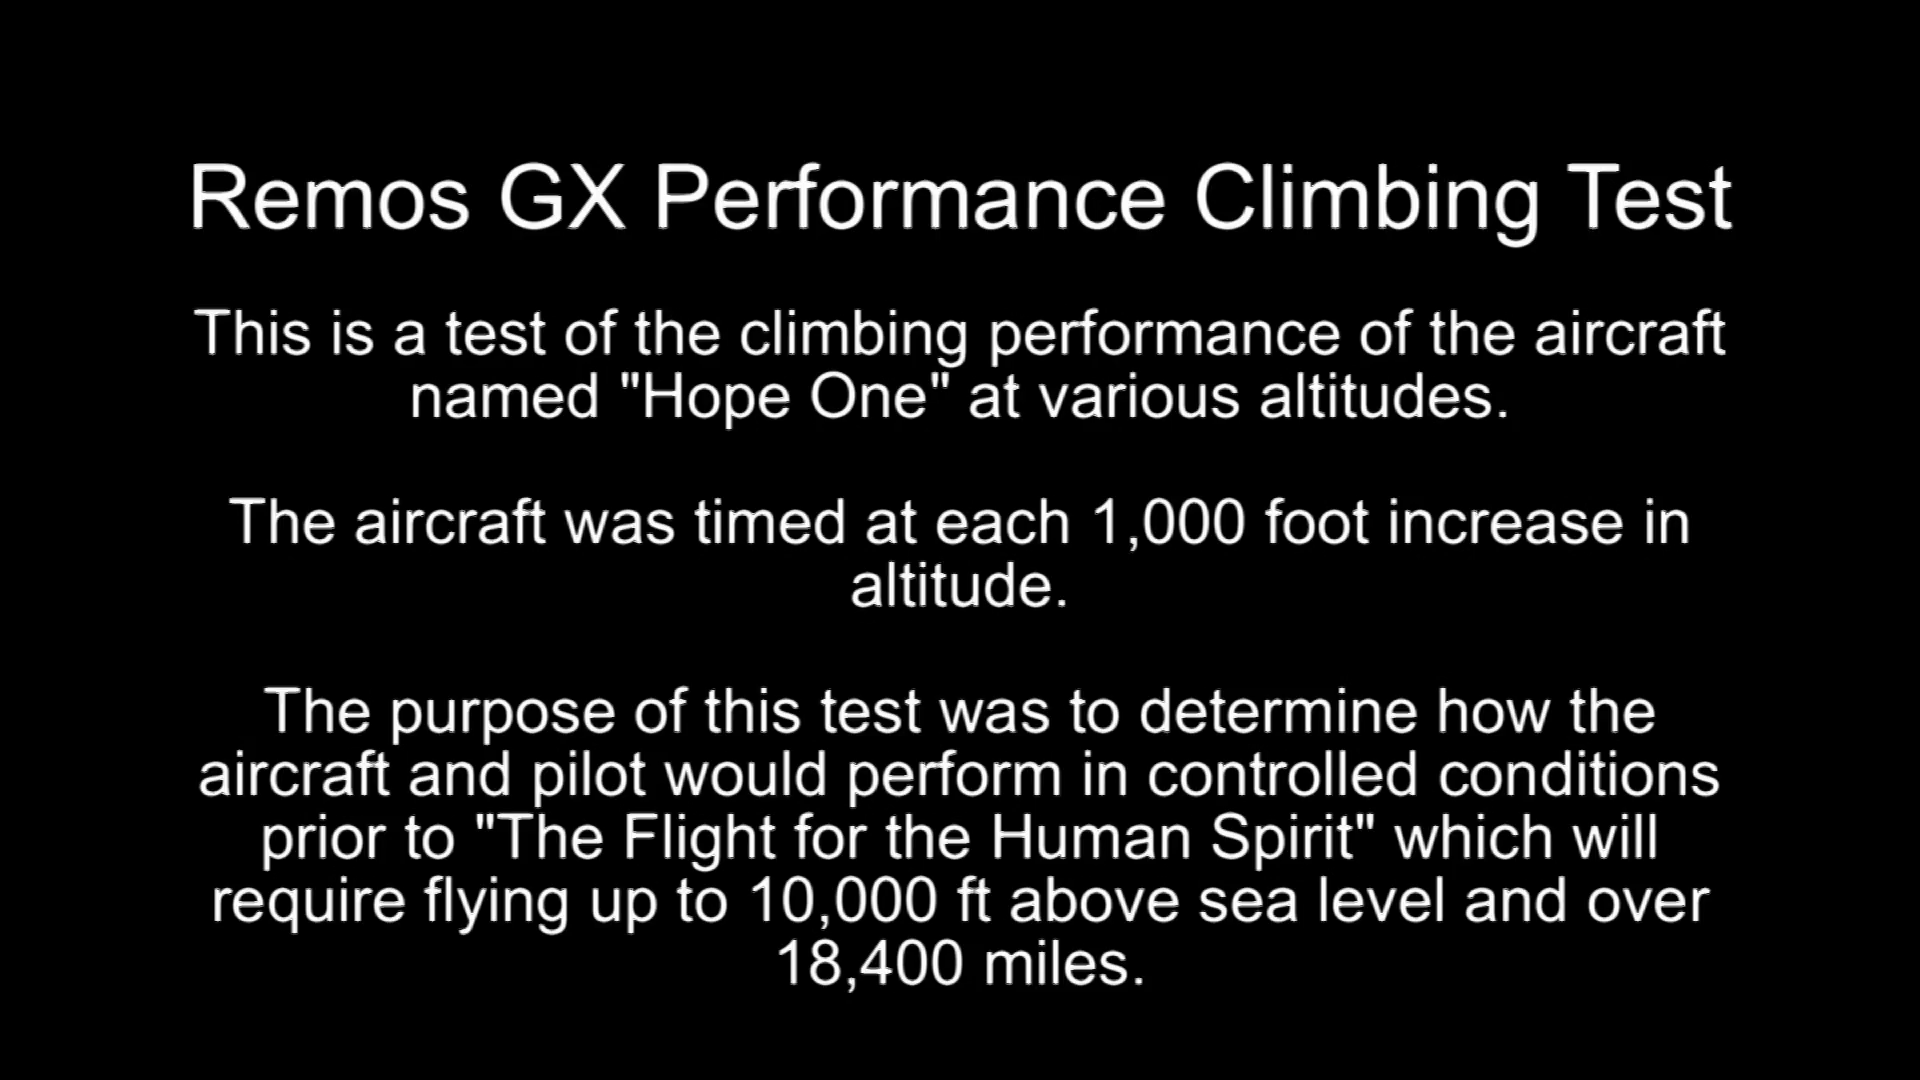 Remos GX Performance Climbing Test
This is a test of the climbing performance of the aircraft
named "Hope One" at various altitudes.
The aircraft was timed at each 1,000 foot increase in
altitude.
The purpose of this test was to determine how the
aircraft and pilot would perform in controlled conditions
prior to "The Flight for the Human Spirit" which will
require flying up to 10,000 ft above sea level and over
18,400 miles.